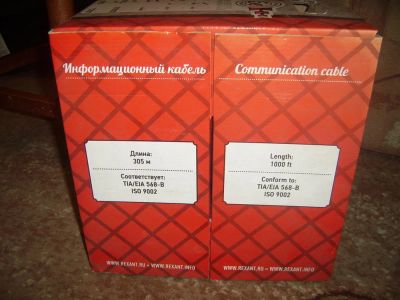 Информационный кабель
Длина:
305 м
Соответствует:
TIA/EIA 568-B
ISO 9002
WWW.REXANT.RU – WWW.REXANT.INFO
Communication cable
Length:
1000 ft
Conform to:
TIA/EIA 568-B
ISO 9002
WWW.REXANT.RU – WWW.REXANT.INFO